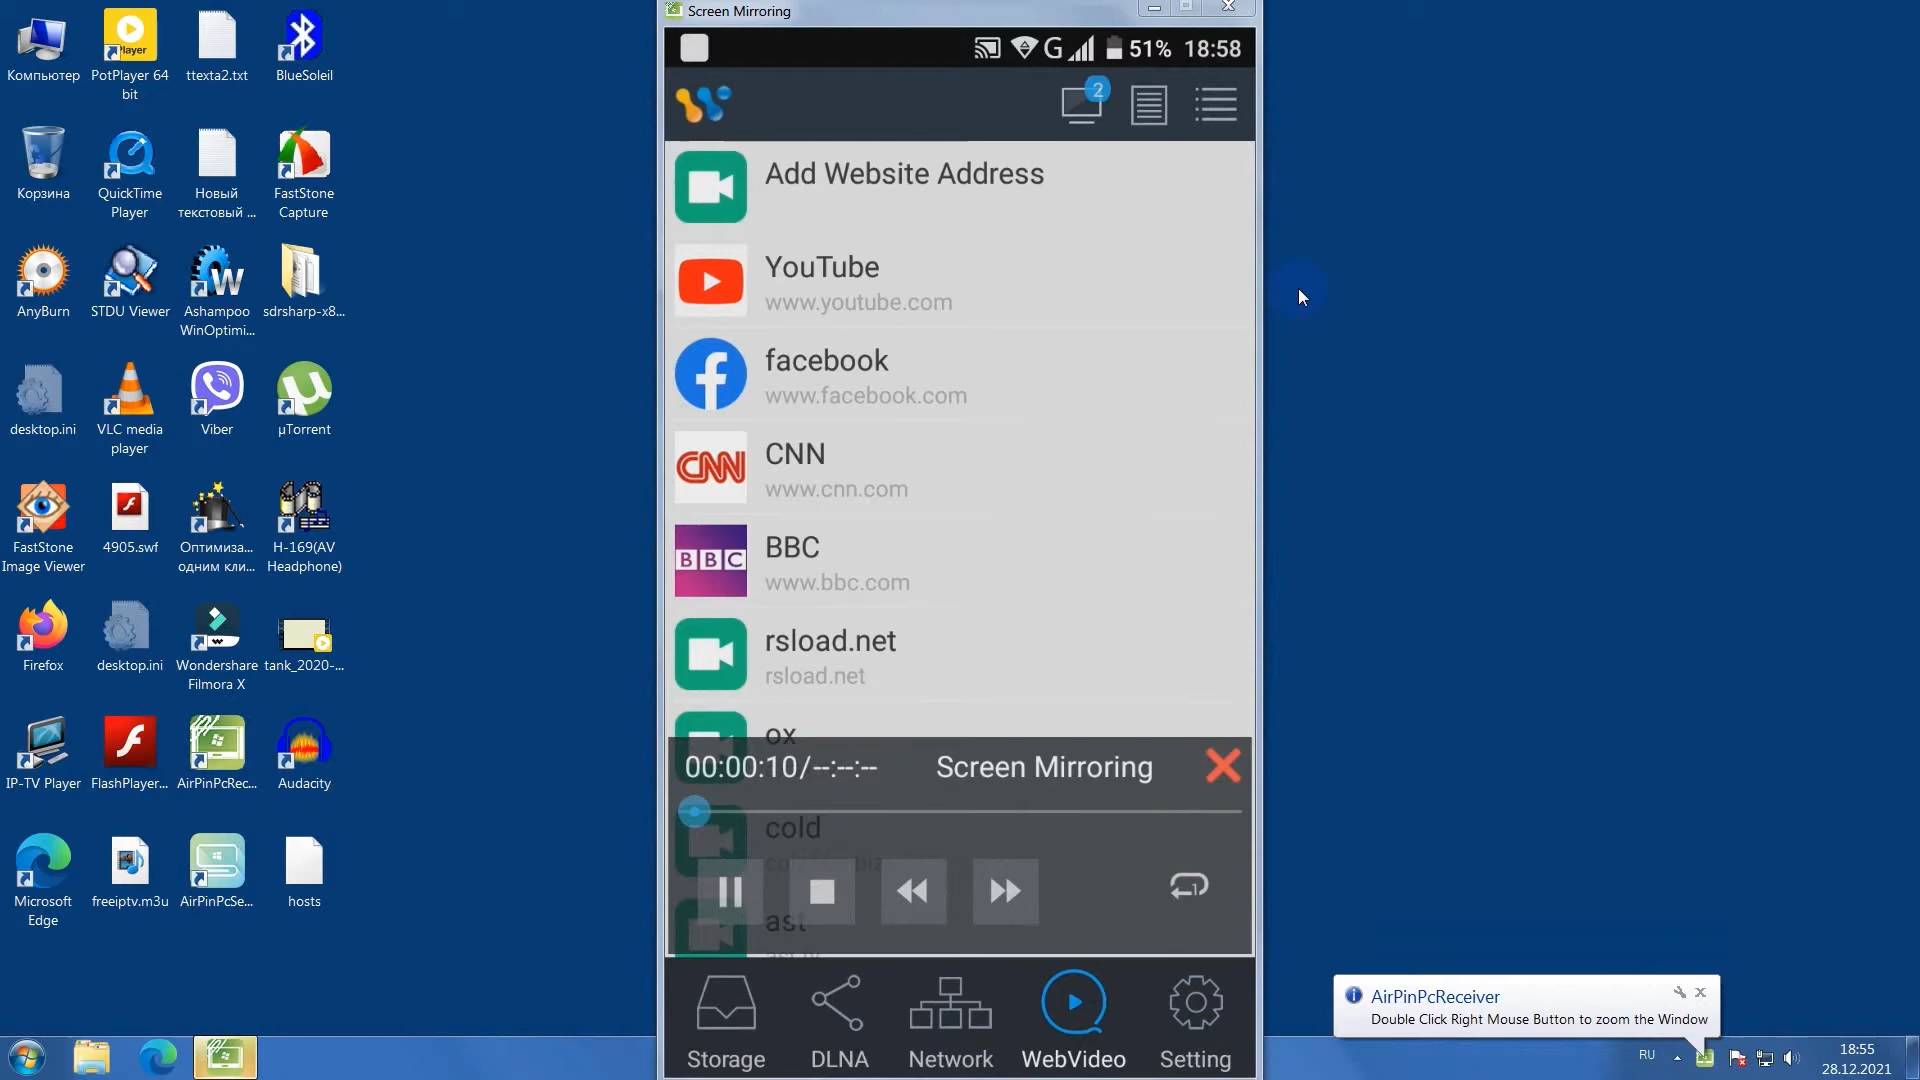 Компьютер
PotPlayer 64
bit
ttexta2.txt
BlueSoleil
Корзина
QuickTime
Player
Новый
текстовый ...
FastStone
Capture
AnyBurn
STDU Viewer
Ashampoo
WinOptimi...
sdrsharp-x8...
desktop.ini
VLC media
player
Viber
µTorrent
FastStone
Image Viewer
4905.swf
Оптимиза...
одним кли...
H-169(AV
Headphone)
Firefox
desktop.ini
Wondershare
Filmora X
tank_2020-...
IP-TV Player
FlashPlayer...
AirPinPcRec...
Audacity
Microsoft
Edge
freeiptv.m3u
AirPinPcSe...
hosts
Screen Mirroring
G
51%
18:58
2
Add Website Address
YouTube
www.youtube.com
facebook
www.facebook.com
CNN
CNN
www.cnn.com
BBC
BBC
www.bbc.com
rsload.net
rsload.net
ox
00:00:10/--:--:--
Screen Mirroring
cold
ast
1
Storage
DLNA
Network
WebVideo
Setting
AirPinPcReceiver
Double Click Right Mouse Button to zoom the Window
RU
18:55
28.12.2021